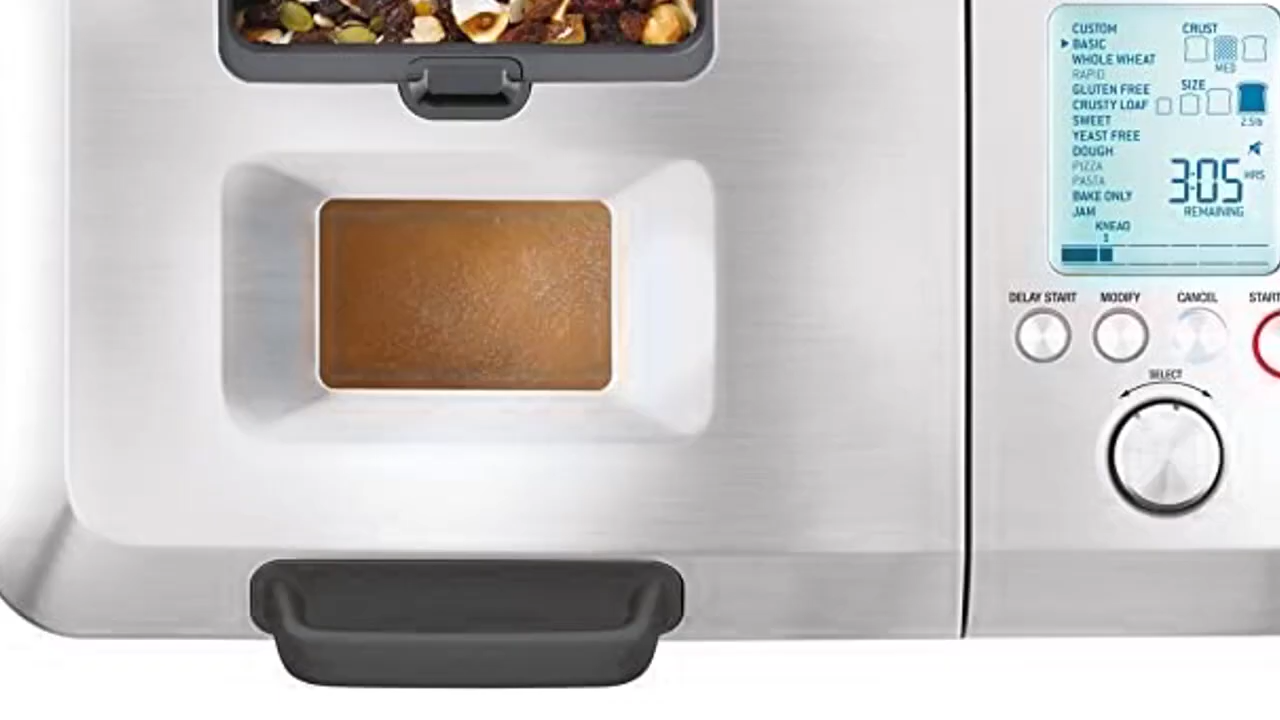 CUSTOM
BASIC
WHOLE WHEAT
RAPID
GLUTEN FREE
CRUSTY LOAF
SWEET
YEAST FREE
DOUGH
PIZZA
PASTA
BAKE ONLY
JAM
CRUST
MED
SIZE
2.5lb
3:05 HRS
REMAINING
KNEAD
1
DELAY START
MODIFY
CANCEL
START
SELECT